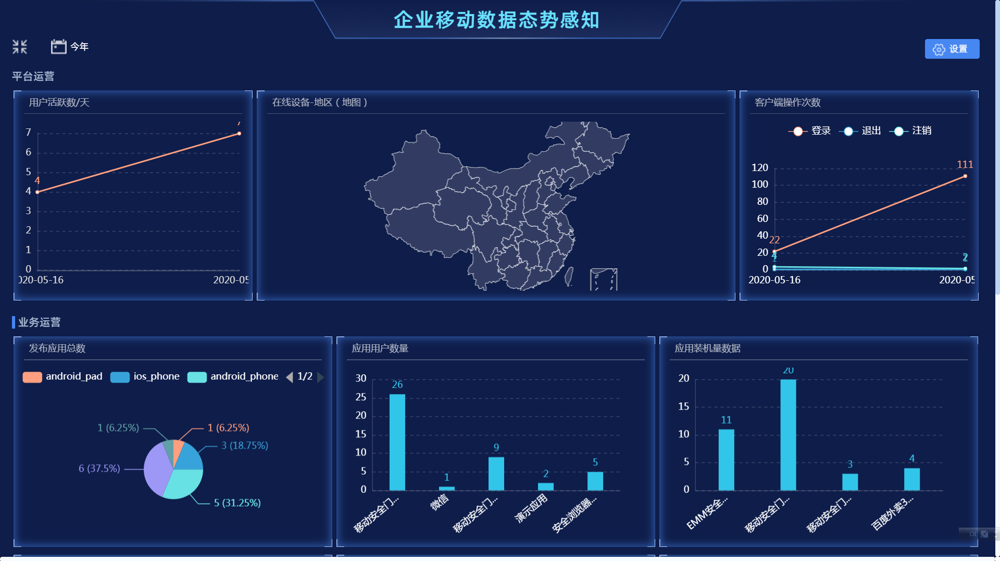 企业移动数据态势感知
今年
设置
平台运营
用户活跃数/天
7
7
6
5
4
4
3
2
1
0
020-05-16
2020-05
在线设备-地区（地图）
客户端操作次数
登录 退出 注销
120
111
100
80
60
40
22
20
4
2
0
2020-05-16
2020-05
业务运营
发布应用总数
android_pad ios_phone android_phone 1/2
1 (6.25%)
1 (6.25%)
3 (18.75%)
6 (37.5%)
5 (31.25%)
应用用户数量
30
26
25
20
15
10
9
5
5
2
1
0
移动安全门...
微信
移动安全门...
演示应用
安全浏览器...
应用装机量数据
20
20
15
11
10
5
4
3
0
EMM安全...
移动安全门...
移动安全门...
百度外卖3...
CH